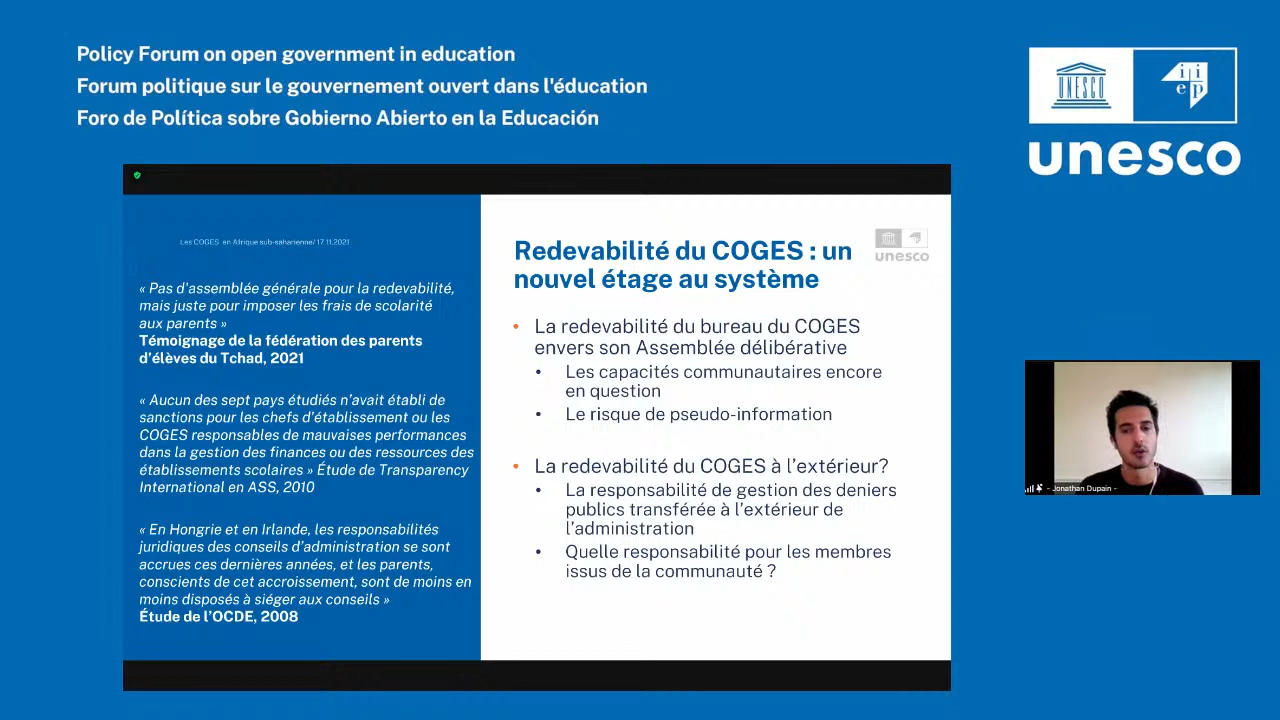 Policy Forum on open government in education
Forum politique sur le gouvernement ouvert dans l'éducation
Foro de Política sobre Gobierno Abierto en la Educación
UNESCO
iiep
unesco
Les COGES en Afrique sub-saharienne/ 17.11.2021
« Pas d'assemblée générale pour la redevabilité,
mais juste pour imposer les frais de scolarité
aux parents »
Témoignage de la fédération des parents
d'élèves du Tchad, 2021
« Aucun des sept pays étudiés n'avait établi de
sanctions pour les chefs d'établissement ou les
COGES responsables de mauvaises performances
dans la gestion des finances ou des ressources des
établissements scolaires » Étude de Transparency
International en ASS, 2010
« En Hongrie et en Irlande, les responsabilités
juridiques des conseils d'administration se sont
accrues ces dernières années, et les parents,
conscients de cet accroissement, sont de moins en
moins disposés à siéger aux conseils »
Étude de l'OCDE, 2008
Redevabilité du COGES : un
nouvel étage au système
unesco
• La redevabilité du bureau du COGES
envers son Assemblée délibérative
• Les capacités communautaires encore
en question
• Le risque de pseudo-information
• La redevabilité du COGES à l'extérieur?
• La responsabilité de gestion des deniers
publics transférée à l'extérieur de
l'administration
• Quelle responsabilité pour les membres
issus de la communauté ?
- Jonathan Dupain -